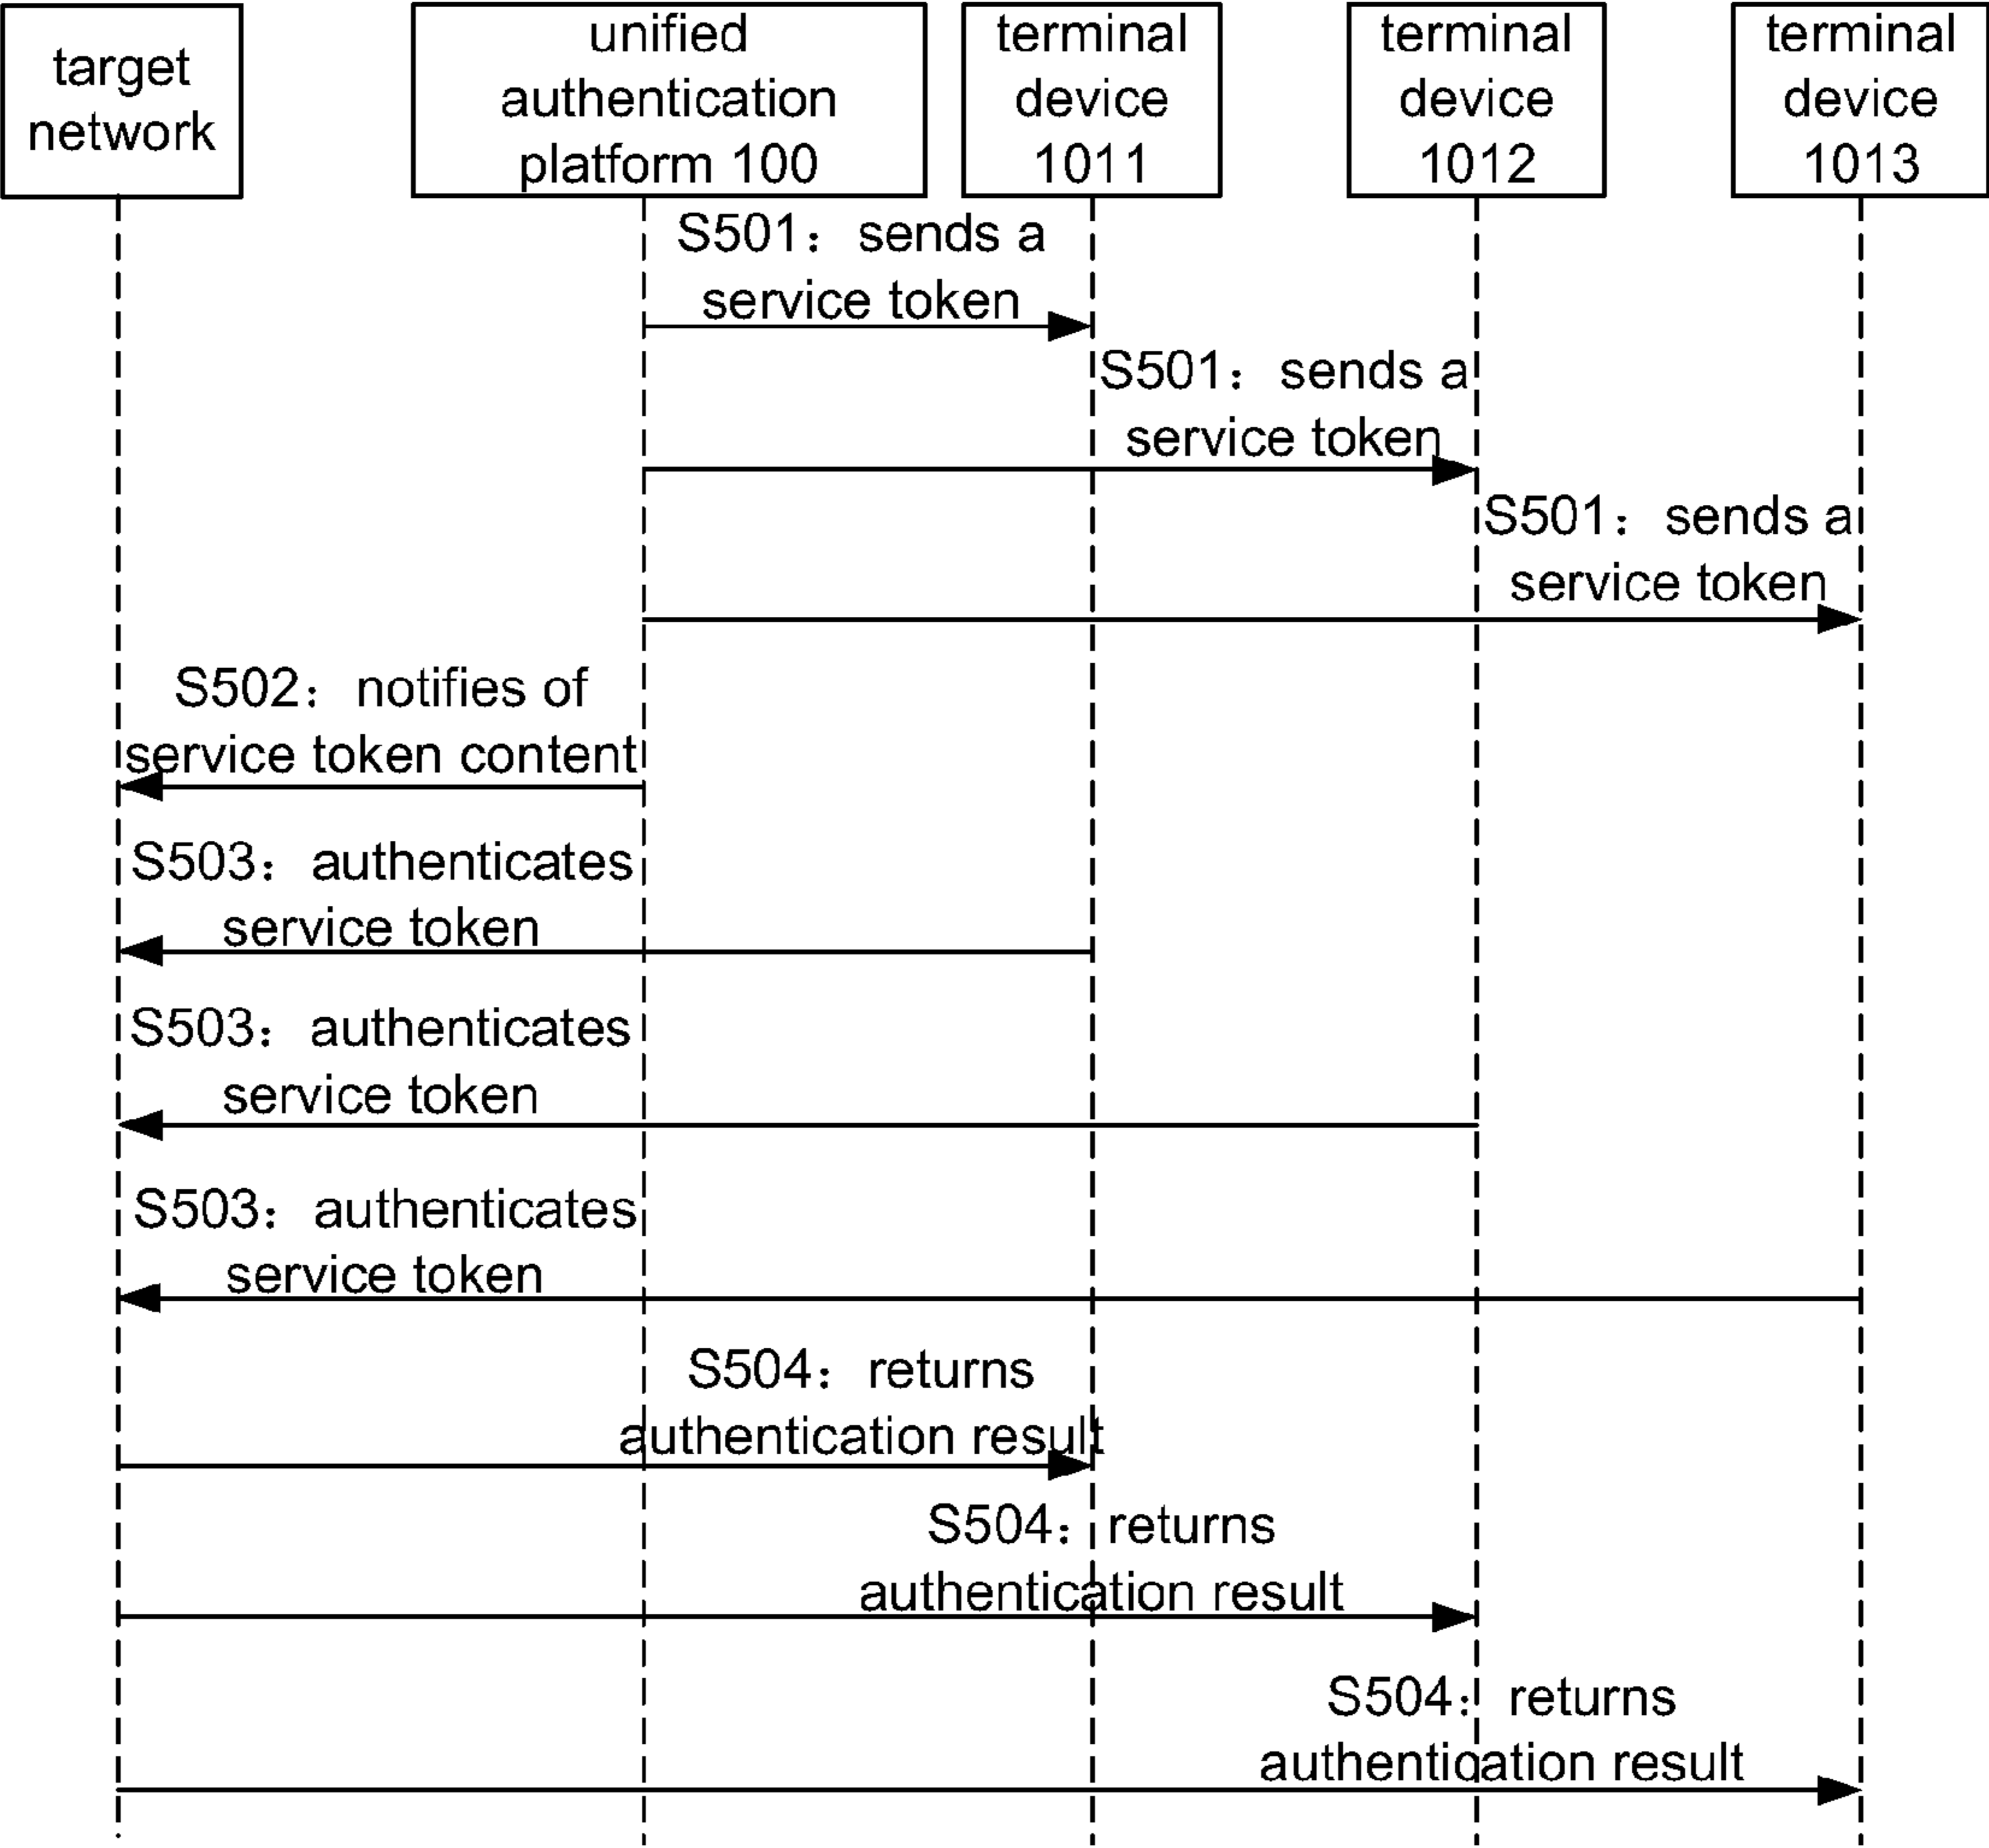 target
network
unified
authentication
platform 100
terminal
device
1011
terminal
device
1012
terminal
device
1013
S501：sends a
service token
S501：sends a
service token
S501：sends a
service token
S502：notifies of
service token content
S503：authenticates
service token
S503：authenticates
service token
S503：authenticates
service token
S504：returns
authentication result
S504：returns
authentication result
S504：returns
authentication result